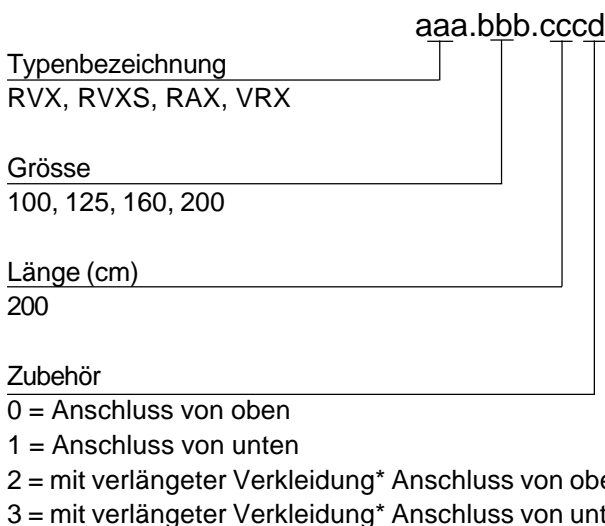 aaa.bbb.cccd
Typenbezeichnung
RVX, RVXS, RAX, VRX
Grösse
100, 125, 160, 200
Länge (cm)
200
Zubehör
0 = Anschluss von oben
1 = Anschluss von unten
2 = mit verlängeter Verkleidung* Anschluss von
3 = mit verlängeter Verkleidung* Anschluss von